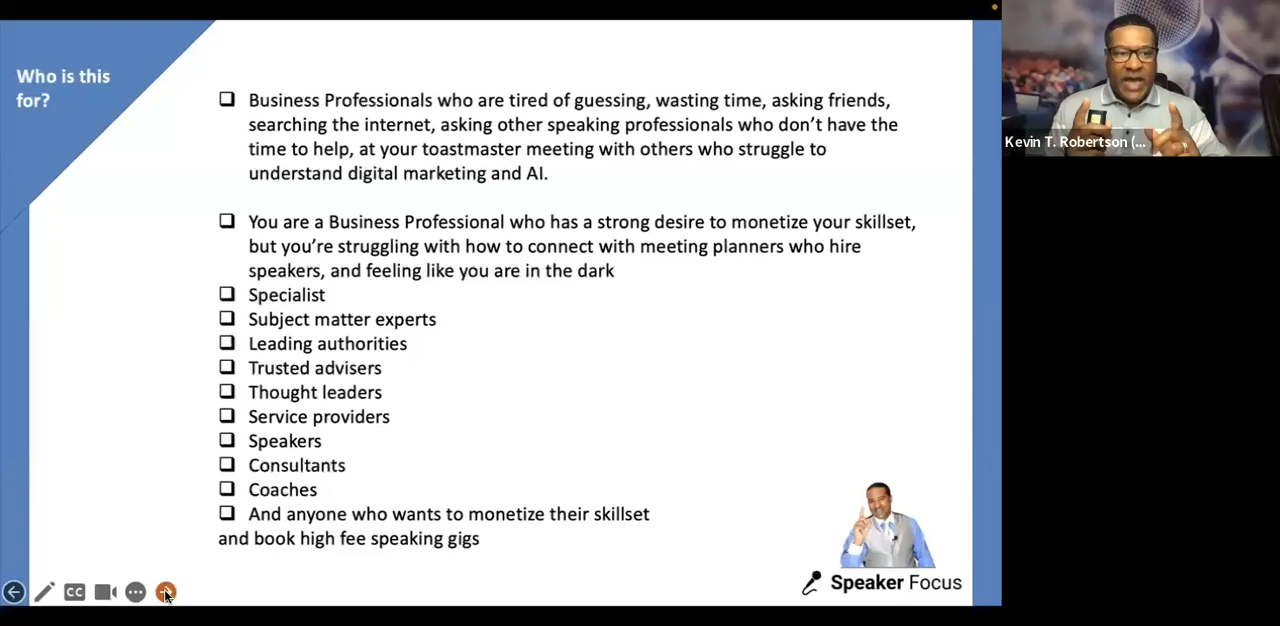 Who is this
for?
❑ Business Professionals who are tired of guessing, wasting time, asking friends,
searching the internet, asking other speaking professionals who don’t have the
time to help, at your toastmaster meeting with others who struggle to
understand digital marketing and AI.
❑ You are a Business Professional who has a strong desire to monetize your skillset,
but you’re struggling with how to connect with meeting planners who hire
speakers, and feeling like you are in the dark
❑ Specialist
❑ Subject matter experts
❑ Leading authorities
❑ Trusted advisers
❑ Thought leaders
❑ Service providers
❑ Speakers
❑ Consultants
❑ Coaches
❑ And anyone who wants to monetize their skillset
and book high fee speaking gigs
Speaker Focus
CC
Kevin T. Robertson (...